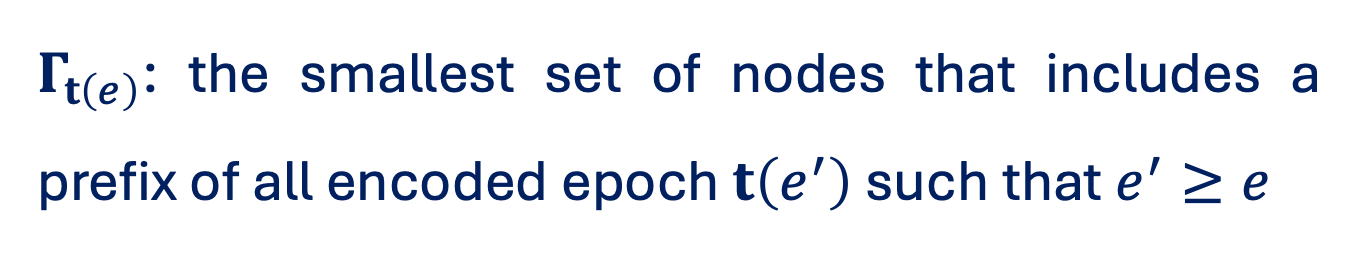 𝚪ₜ₍ₑ₎: the smallest set of nodes that includes a
prefix of all encoded epoch 𝐭(𝑒′) such that 𝑒′ ≥ 𝑒